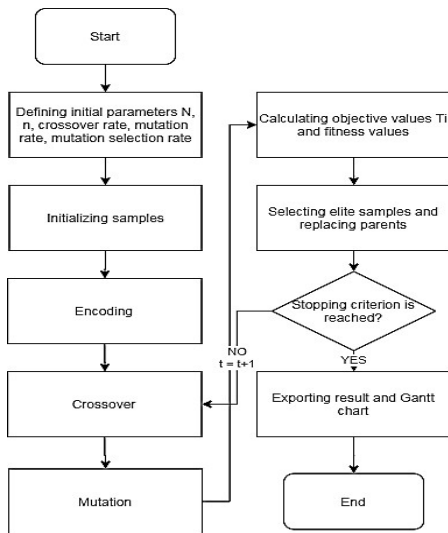 Start
Defining initial parameters N,
n, crossover rate, mutation
rate, mutation selection rate
Initializing samples
Encoding
Crossover
Mutation
Calculating objective values Ti
and fitness values
Selecting elite samples and
replacing parents
Stopping criterion is
reached?
NO
t = t+1
YES
Exporting result and Gantt
chart
End